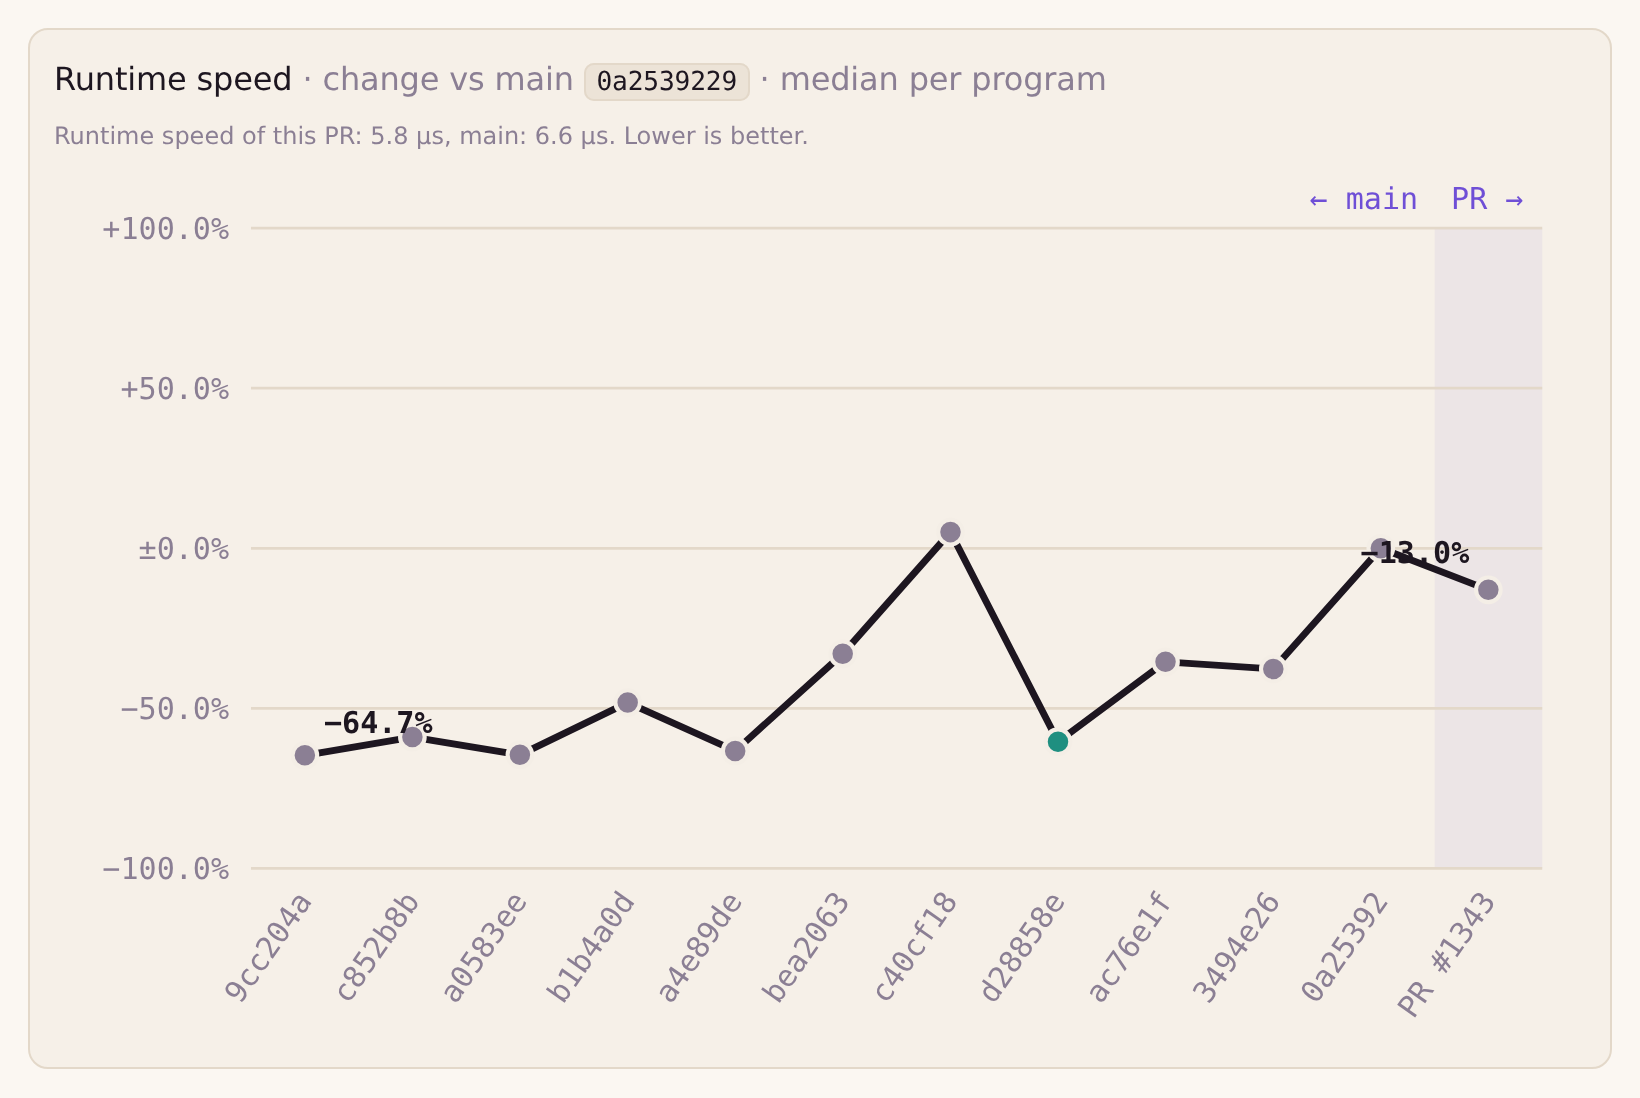 Runtime speed · change vs main 0a2539229 · median per program
Runtime speed of this PR: 5.8 µs, main: 6.6 µs. Lower is better.
← main PR →
+100.0%
+50.0%
±0.0%
−13.0%
−50.0%
−64.7%
−100.0%
9cc204a
c852b8b
a0583ee
b1b4a0d
a4e89de
bea2063
c40cf18
d28858e
ac76e1f
3494e26
0a25392
PR #1343